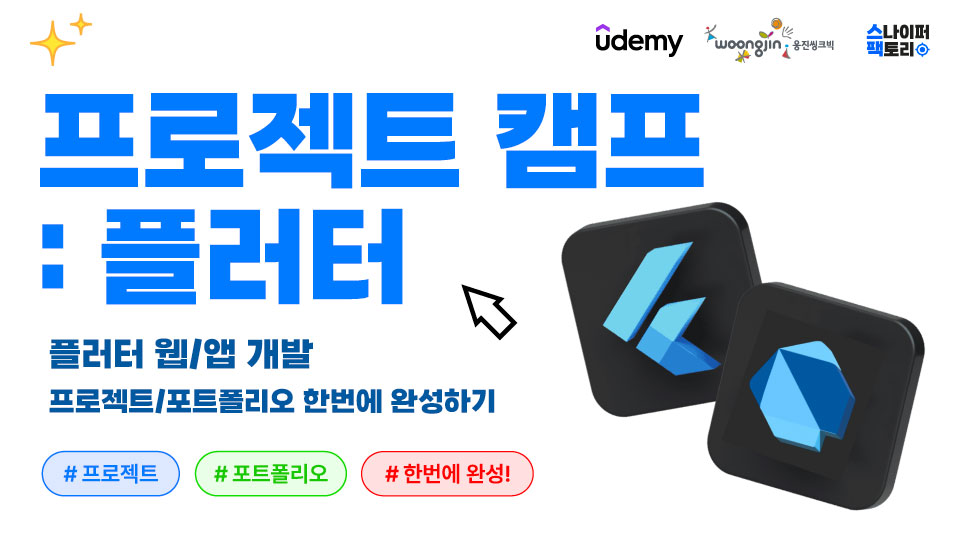 udemy
woongjin 웅진씽크빅
스나이퍼
팩토리
프로젝트 캠프
: 플러터
플러터 웹/앱 개발
프로젝트/포트폴리오 한번에 완성하기
# 프로젝트
# 포트폴리오
# 한번에 완성!